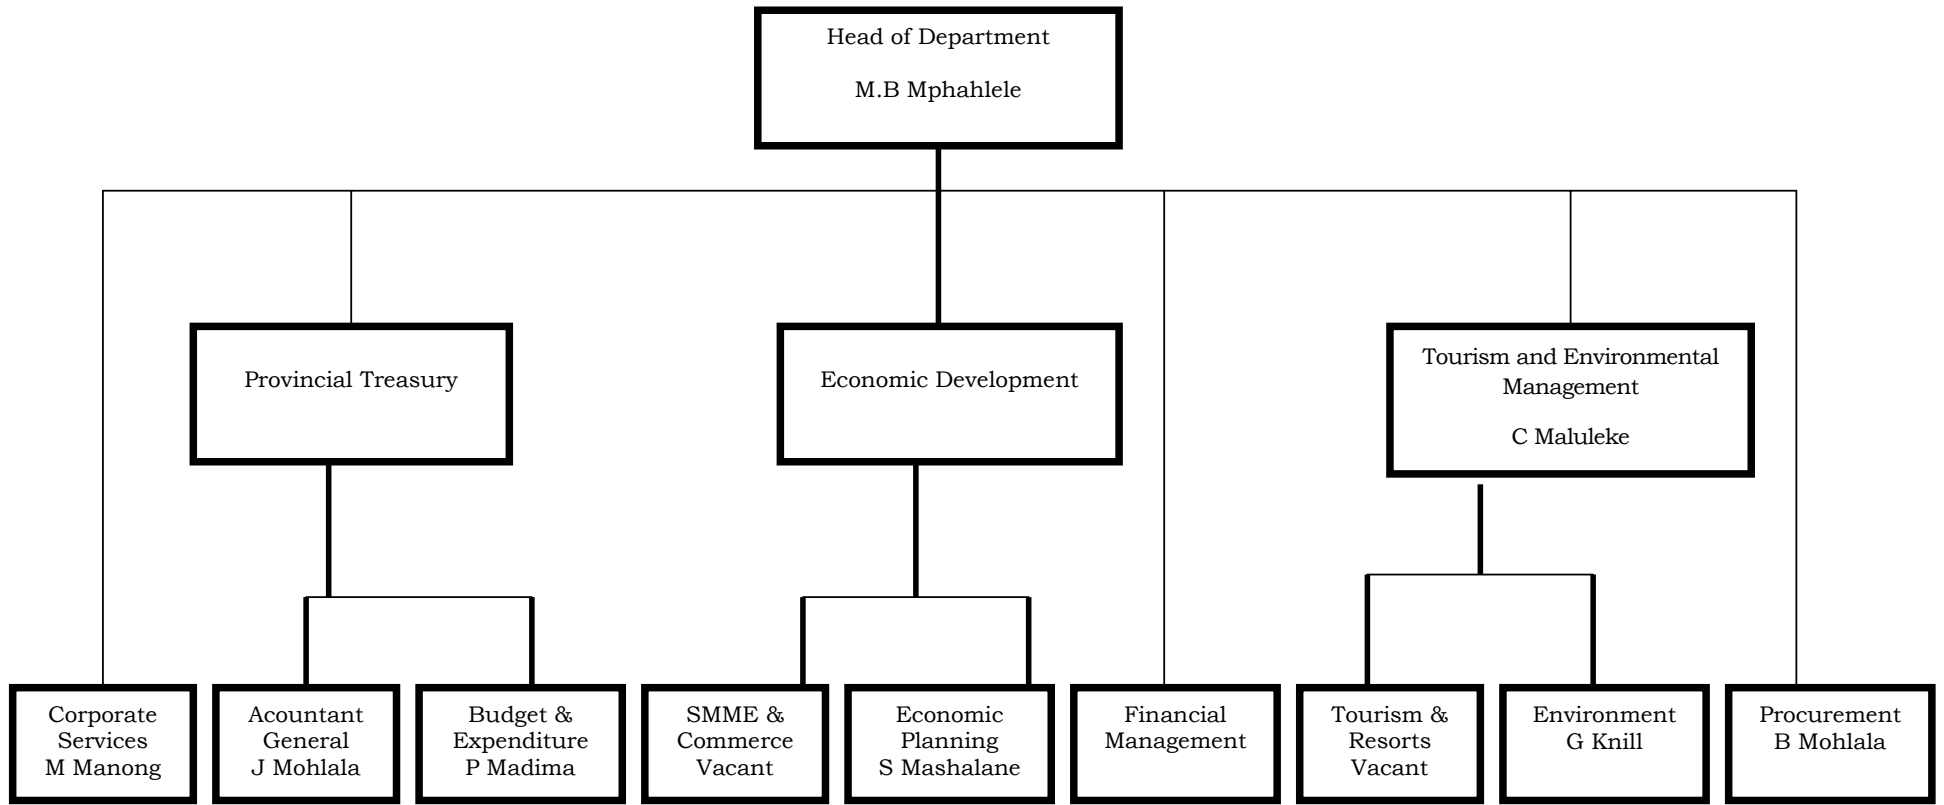 Head of Department
M.B Mphahlele
Provincial Treasury
Economic Development
Tourism and Environmental
Management
C Maluleke
Corporate
Services
M Manong
Acountant
General
J Mohlala
Budget &
Expenditure
P Madima
SMME &
Commerce
Vacant
Economic
Planning
S Mashalane
Financial
Management
Tourism &
Resorts
Vacant
Environment
G Knill
Procurement
B Mohlala